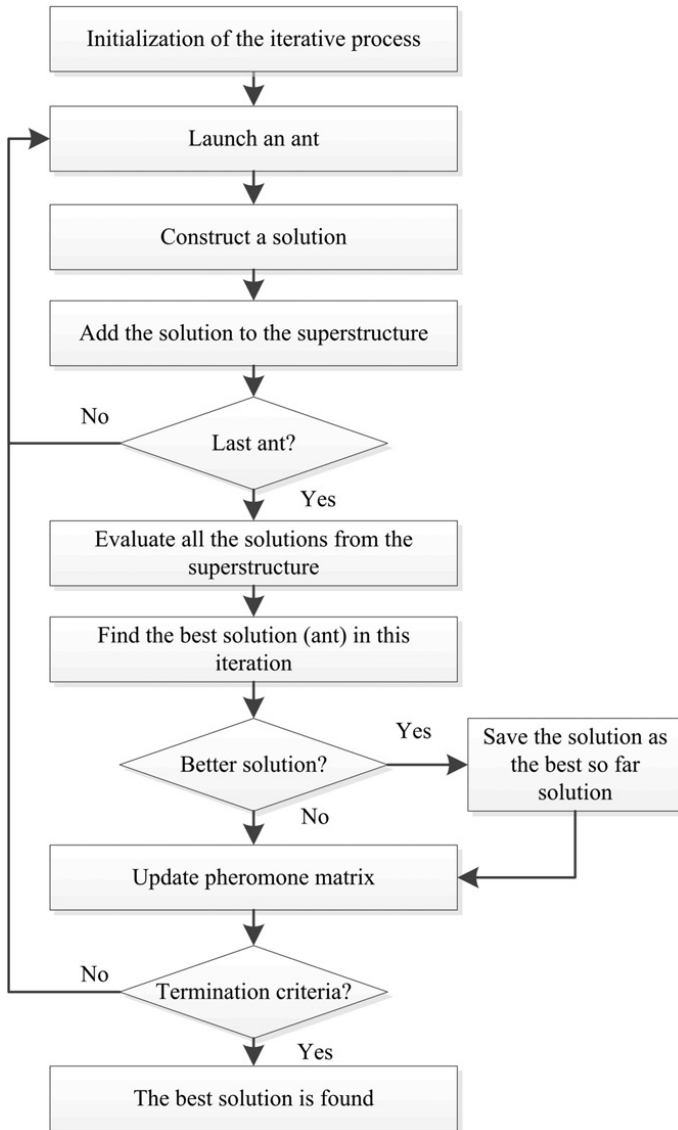 Initialization of the iterative process
Launch an ant
Construct a solution
Add the solution to the superstructure
No
Last ant?
Yes
Evaluate all the solutions from the
superstructure
Find the best solution (ant) in this
iteration
Better solution?
Yes
Save the solution as
the best so far
solution
No
Update pheromone matrix
No
Termination criteria?
Yes
The best solution is found